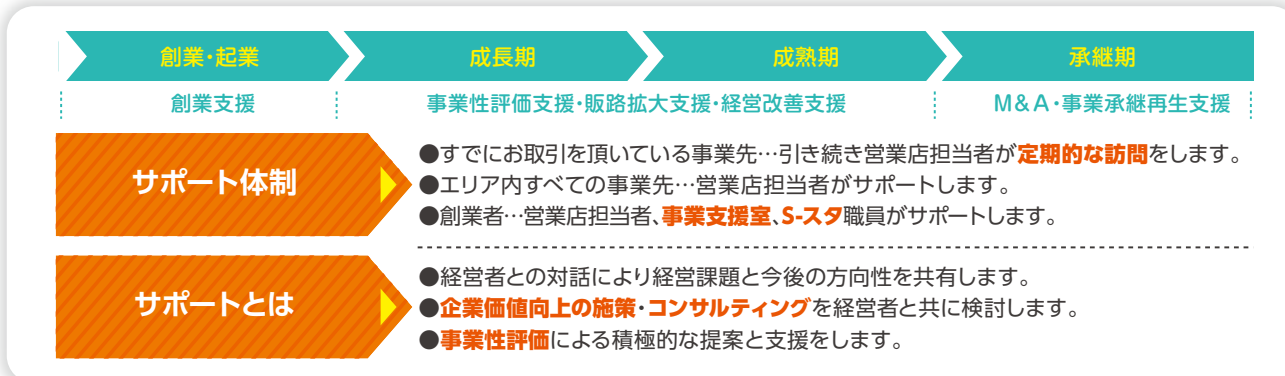 創業・起業 成長期 成熟期 承継期
創業支援 事業性評価支援・販路拡大支援・経営改善支援 M&A・事業承継再生支援
サポート体制
●すでにお取引を頂いている事業先…引き続き営業店担当者が定期的な訪問をします。
●エリア内すべての事業先…営業店担当者がサポートします。
●創業者…営業店担当者、事業支援室、S-スタ職員がサポートします。
サポートとは
●経営者との対話により経営課題と今後の方向性を共有します。
●企業価値向上の施策・コンサルティングを経営者と共に検討します。
●事業性評価による積極的な提案と支援をします。